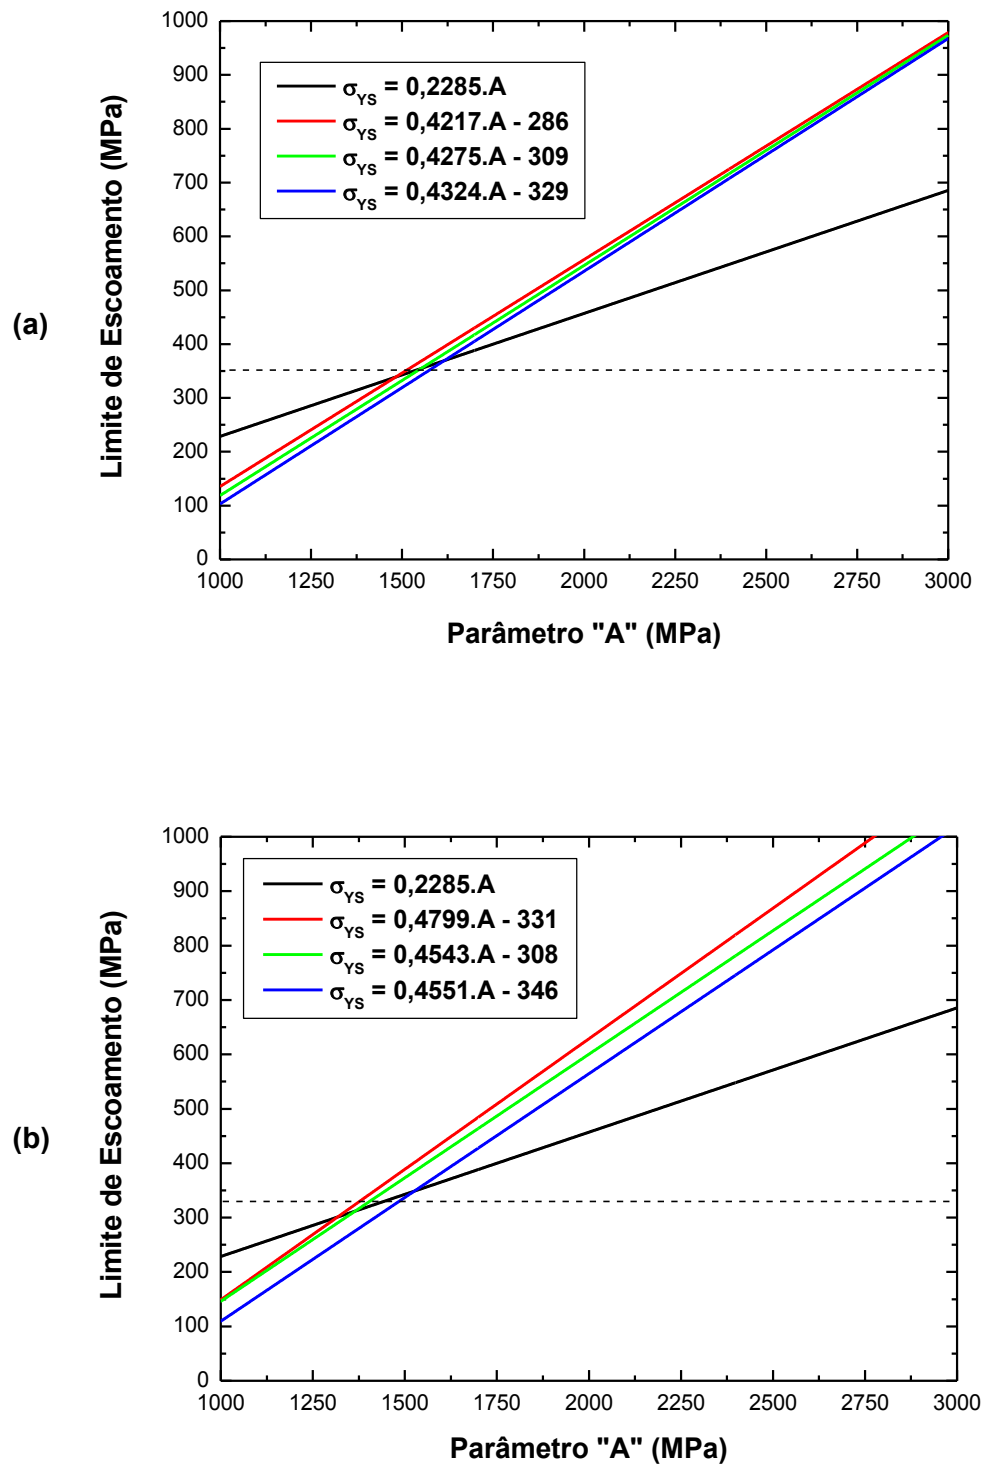 (a)
Limite de Escoamento (MPa)
1000
900
800
700
600
500
400
300
200
100
0
σYS = 0,2285.A
σYS = 0,4217.A - 286
σYS = 0,4275.A - 309
σYS = 0,4324.A - 329
1000 1250 1500 1750 2000 2250 2500 2750 3000
Parâmetro "A" (MPa)
(b)
Limite de Escoamento (MPa)
1000
900
800
700
600
500
400
300
200
100
0
σYS = 0,2285.A
σYS = 0,4799.A - 331
σYS = 0,4543.A - 308
σYS = 0,4551.A - 346
1000 1250 1500 1750 2000 2250 2500 2750 3000
Parâmetro "A" (MPa)